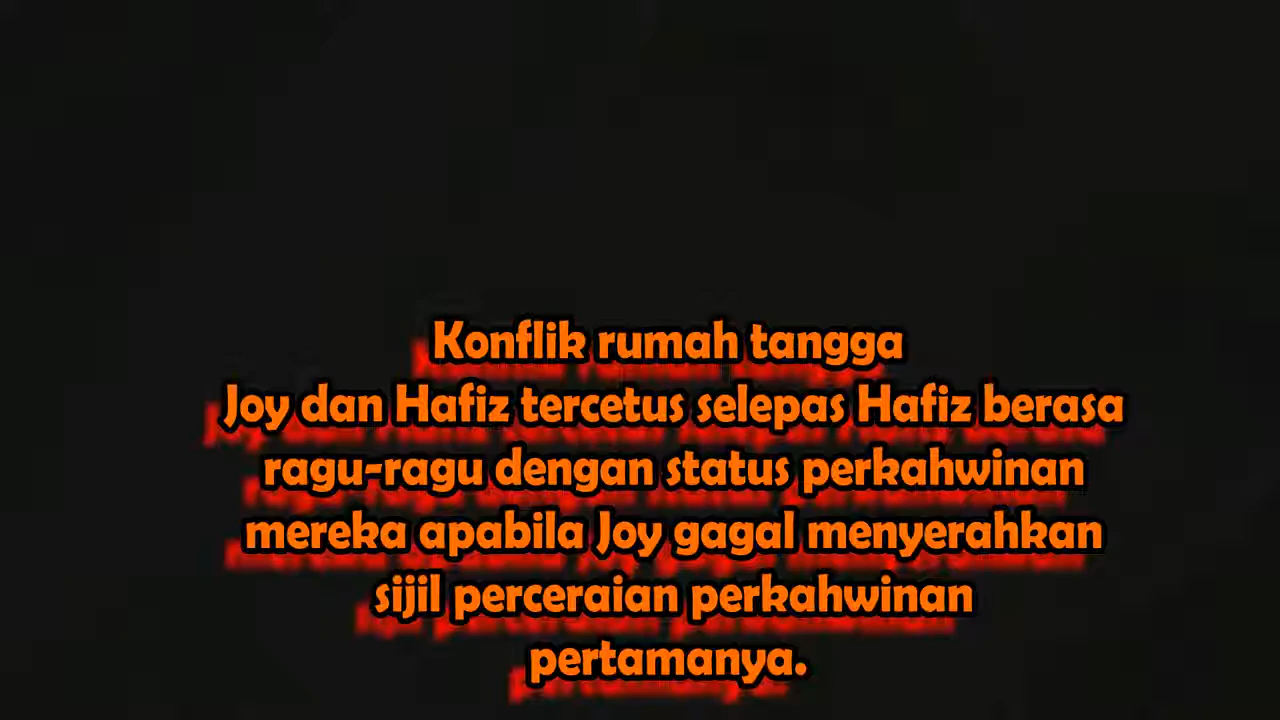 Konflik rumah tangga
Joy dan Hafiz tercetus selepas Hafiz berasa
ragu-ragu dengan status perkahwinan
mereka apabila Joy gagal menyerahkan
sijil perceraian perkahwinan
pertamanya.